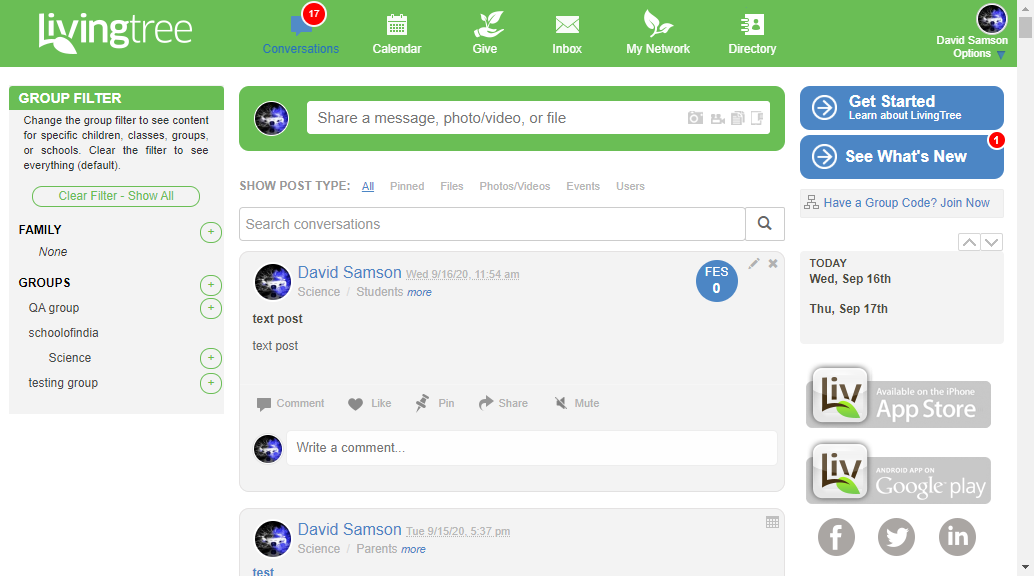 Livingtree
17
Conversations
Calendar
Give
Inbox
My Network
Directory
David Samson
Options
GROUP FILTER
Change the group filter to see content
for specific children, classes, groups,
or schools. Clear the filter to see
everything (default).
Clear Filter - Show All
FAMILY
+
None
GROUPS
+
QA group
+
schoolofindia
Science
+
testing group
+
Share a message, photo/video, or file
SHOW POST TYPE: All Pinned Files Photos/Videos Events Users
Search conversations
David Samson Wed 9/16/20, 11:54 am
Science / Students more
FES
0
text post
text post
Comment Like Pin Share Mute
Write a comment...
David Samson Tue 9/15/20, 5:37 pm
Science / Parents more
test
Get Started
Learn about LivingTree
1
See What's New
Have a Group Code? Join Now
TODAY
Wed, Sep 16th
Thu, Sep 17th
Liv
Available on the iPhone
App Store
Liv
ANDROID APP ON
Google play
f
in